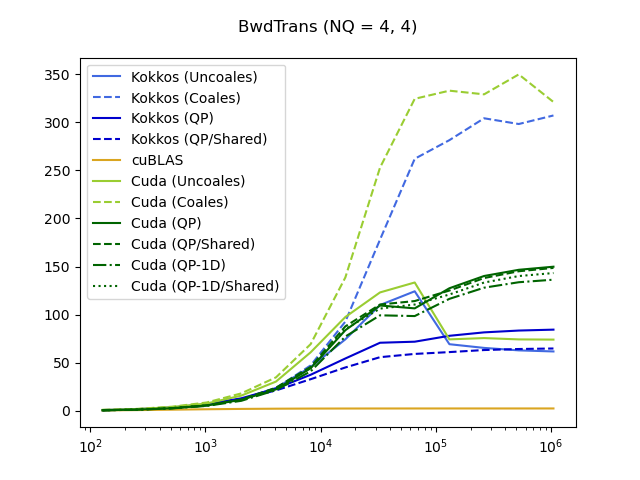 BwdTrans (NQ = 4, 4)
350
300
250
200
150
100
50
0
Kokkos (Uncoales)
Kokkos (Coales)
Kokkos (QP)
Kokkos (QP/Shared)
cuBLAS
Cuda (Uncoales)
Cuda (Coales)
Cuda (QP)
Cuda (QP/Shared)
Cuda (QP-1D)
Cuda (QP-1D/Shared)
10² 10³ 10⁴ 10⁵ 10⁶